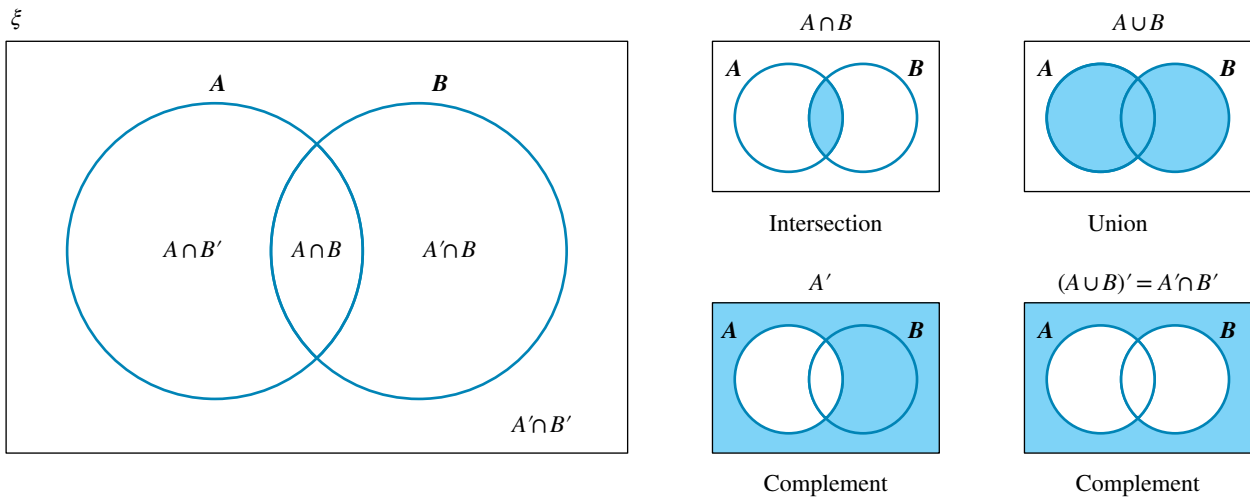 ξ
A
B
A∩B′
A∩B
A′∩B
A′∩B′
A∩B
A
B
Intersection
A∪B
A
B
Union
A′
A
B
Complement
(A∪B)′ = A′∩B′
A
B
Complement